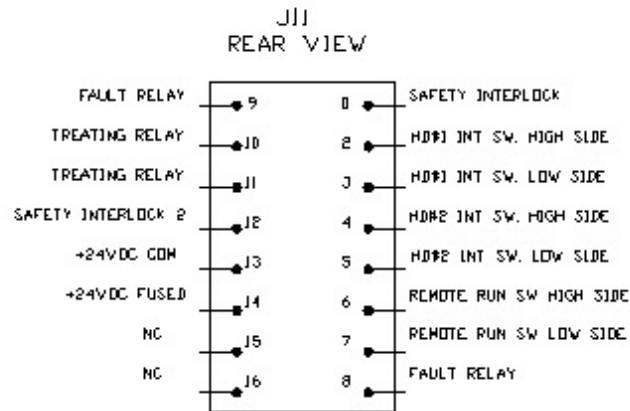 J11
REAR VIEW
FAULT RELAY 9 0 SAFETY INTERLOCK
TREATING RELAY 10 2 HD#1 INT SW. HIGH SIDE
TREATING RELAY 11 3 HD#1 INT SW. LOW SIDE
SAFETY INTERLOCK 2 12 4 HD#2 INT SW. HIGH SIDE
+24VDC COM 13 5 HD#2 INT SW. LOW SIDE
+24VDC FUSED 14 6 REMOTE RUN SW HIGH SIDE
NC 15 7 REMOTE RUN SW LOW SIDE
NC 16 8 FAULT RELAY